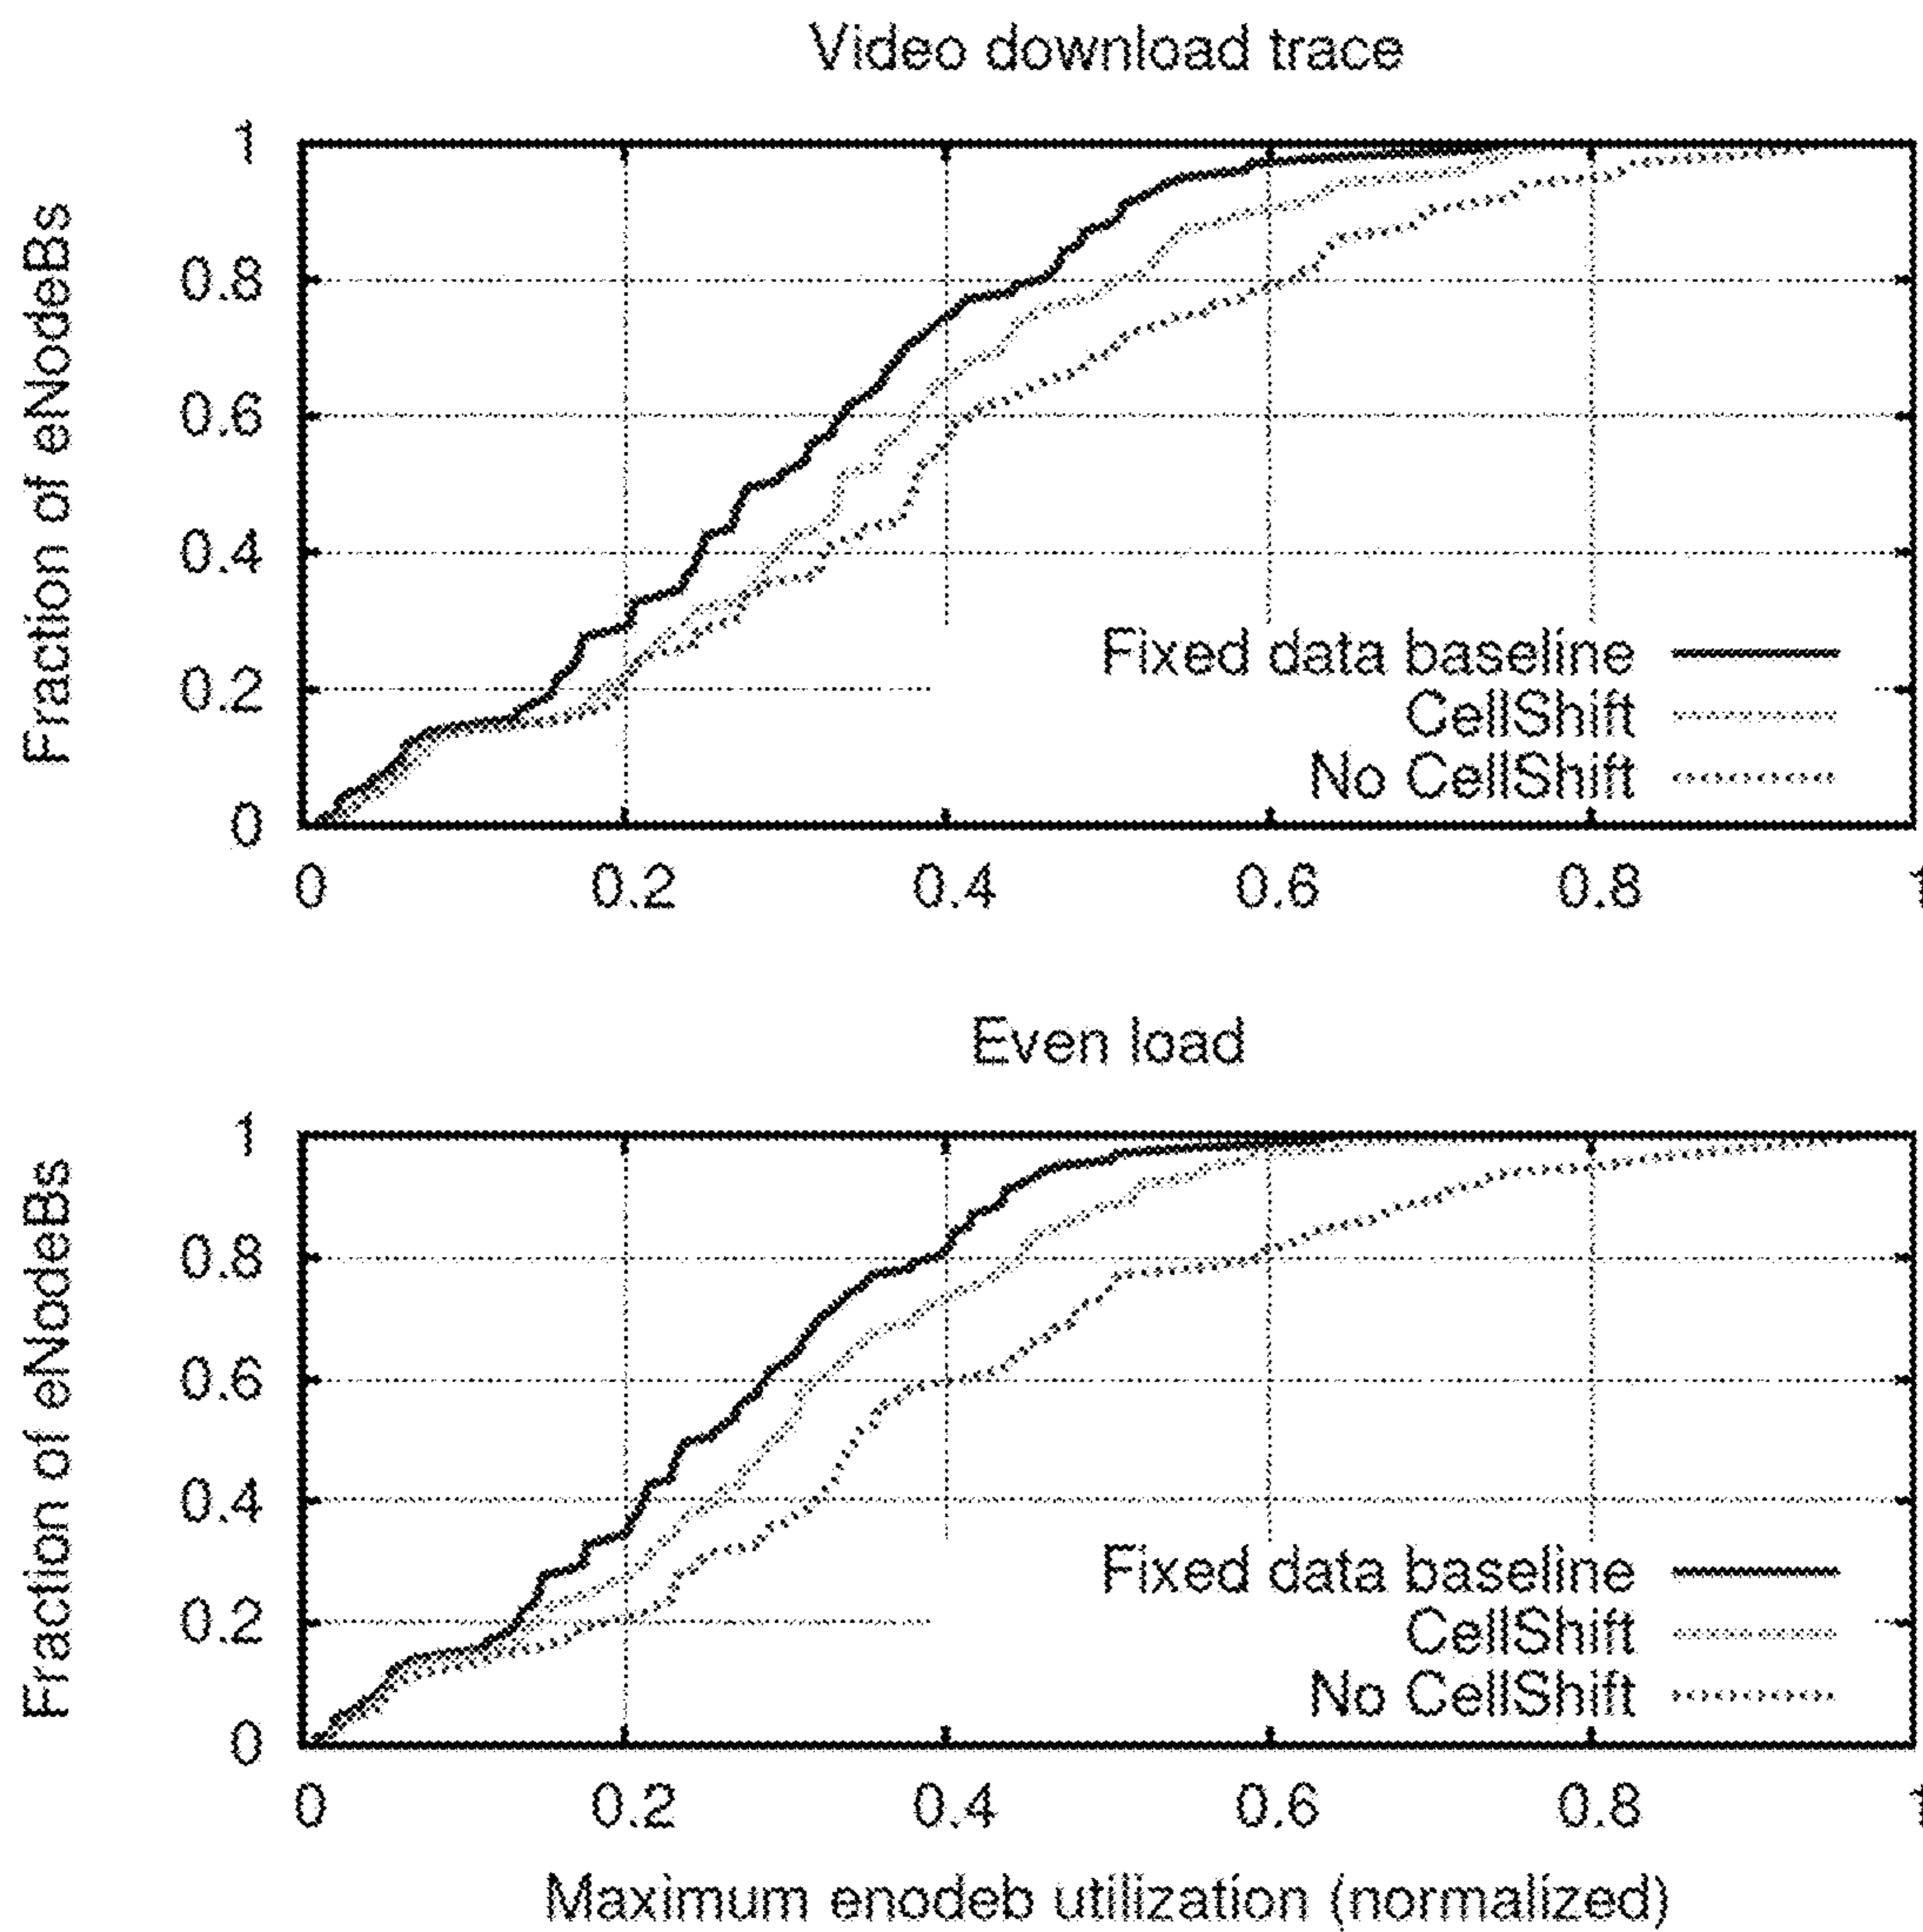 Video download trace
Fraction of eNodeBs
1
0.8
0.6
0.4
0.2
0
Fixed data baseline
CellShift
No CellShift
0 0.2 0.4 0.6 0.8 1
Even load
Fraction of eNodeBs
1
0.8
0.6
0.4
0.2
0
Fixed data baseline
CellShift
No CellShift
0 0.2 0.4 0.6 0.8 1
Maximum enodeb utilization (normalized)